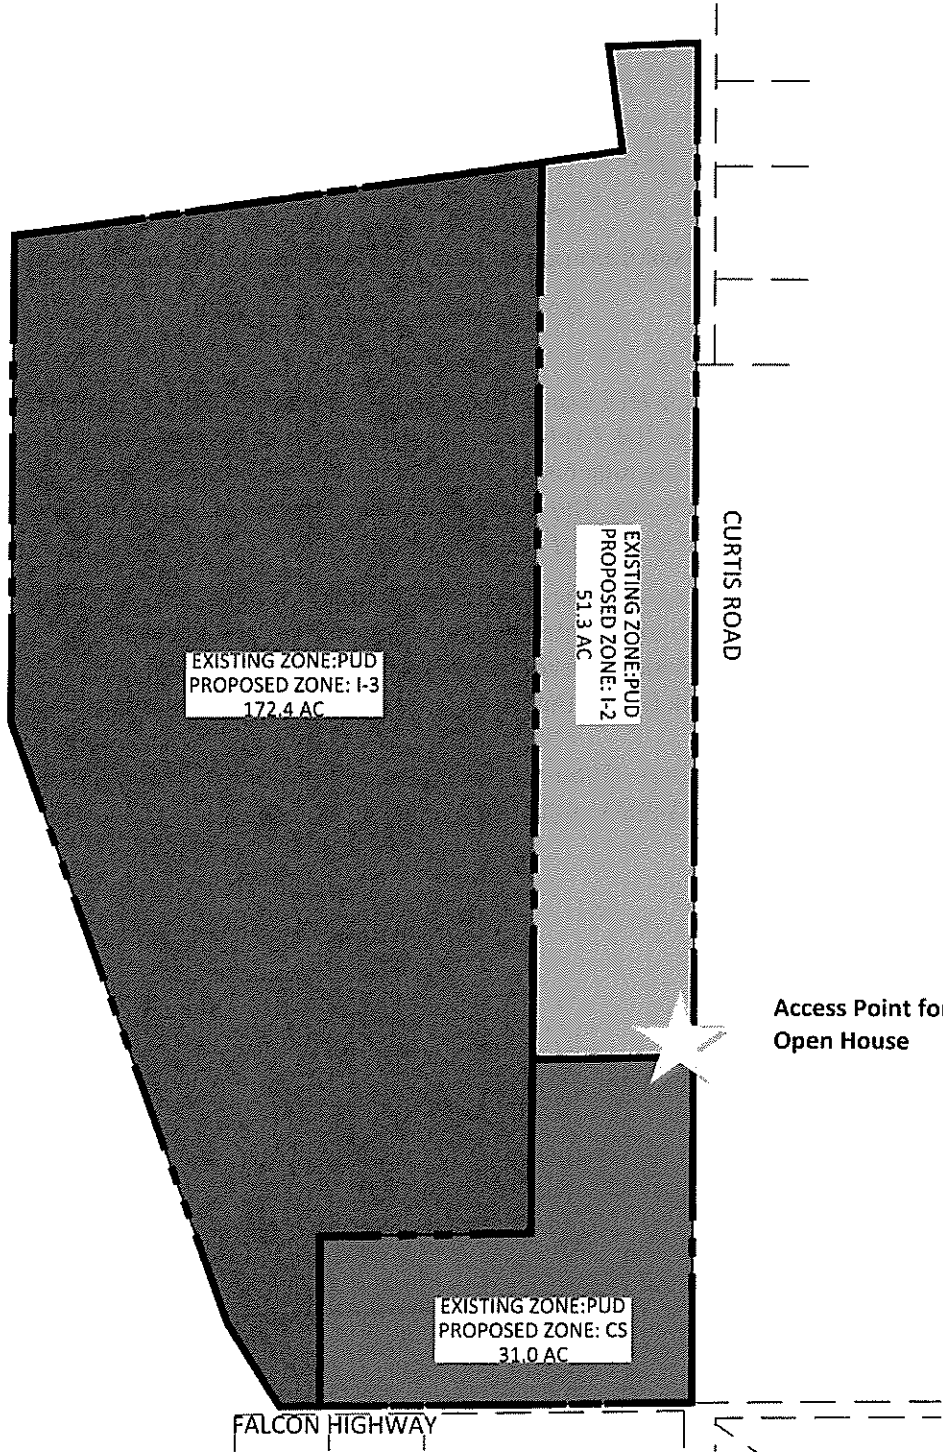 CURTIS ROAD
EXISTING ZONE:PUD
PROPOSED ZONE: I-2
51.3 AC
EXISTING ZONE:PUD
PROPOSED ZONE: I-3
172.4 AC
Access Point for
Open House
EXISTING ZONE:PUD
PROPOSED ZONE: CS
31.0 AC
FALCON HIGHWAY